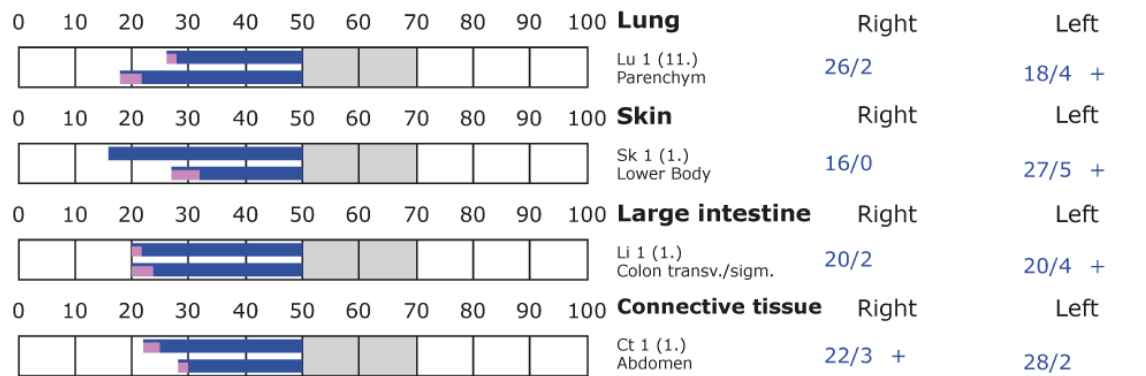 0 10 20 30 40 50 60 70 80 90 100 Lung Right Left
Lu 1 (11.)
Parenchym
26/2 18/4 +
0 10 20 30 40 50 60 70 80 90 100 Skin Right Left
Sk 1 (1.)
Lower Body
16/0 27/5 +
0 10 20 30 40 50 60 70 80 90 100 Large intestine Right Left
Li 1 (1.)
Colon transv./sigm.
20/2 20/4 +
0 10 20 30 40 50 60 70 80 90 100 Connective tissue Right Left
Ct 1 (1.)
Abdomen
22/3 + 28/2